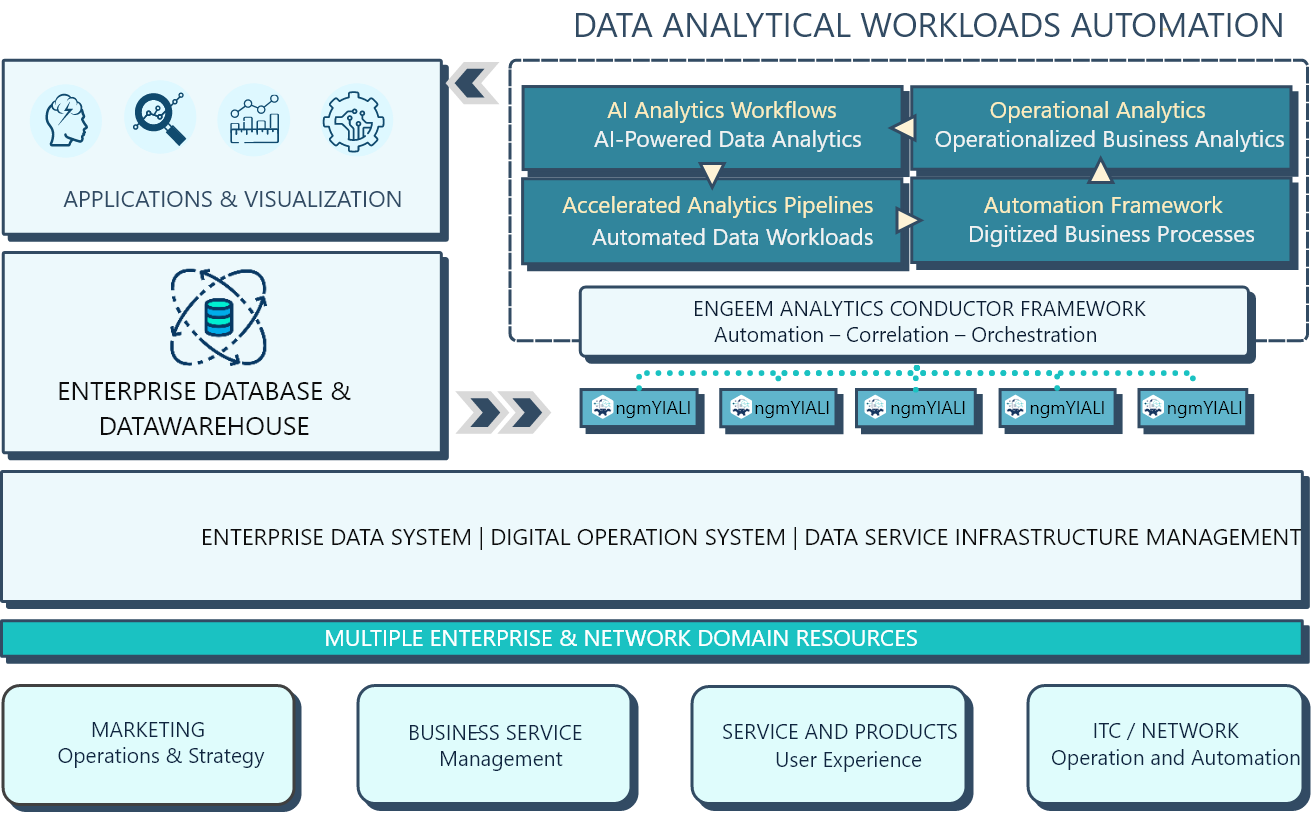 DATA ANALYTICAL WORKLOADS AUTOMATION
APPLICATIONS & VISUALIZATION
AI Analytics Workflows
AI-Powered Data Analytics
Operational Analytics
Operationalized Business Analytics
Accelerated Analytics Pipelines
Automated Data Workloads
Automation Framework
Digitized Business Processes
ENGEEM ANALYTICS CONDUCTOR FRAMEWORK
Automation – Correlation – Orchestration
ENTERPRISE DATABASE &
DATAWAREHOUSE
ngmYIALI
ngmYIALI
ngmYIALI
ngmYIALI
ngmYIALI
ENTERPRISE DATA SYSTEM | DIGITAL OPERATION SYSTEM | DATA SERVICE INFRASTRUCTURE MANAGEMENT
MULTIPLE ENTERPRISE & NETWORK DOMAIN RESOURCES
MARKETING
Operations & Strategy
BUSINESS SERVICE
Management
SERVICE AND PRODUCTS
User Experience
ITC / NETWORK
Operation and Automation